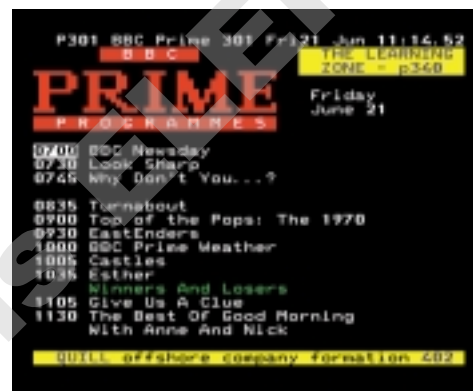 P301 BBC Prime 301 Fri21 Jun 11:14.52
BBC
THE LEARNING
ZONE - p360
PRIME
PROGRAMMES
Friday
June 21
0700 BBC Newsday
0730 Look Sharp
0745 Why Don't You...?
0835 Turnabout
0900 Top of the Pops: The 1970
0930 EastEnders
1000 BBC Prime Weather
1005 Castles
1035 Esther
Winners And Losers
1105 Give Us A Clue
1130 The Best Of Good Morning
With Anne And Nick
QUILL offshore company formation 402